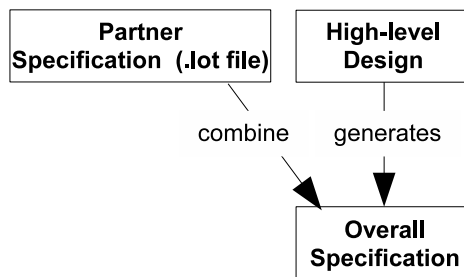 Partner
Specification (.lot file)
High-level
Design
combine
generates
Overall
Specification